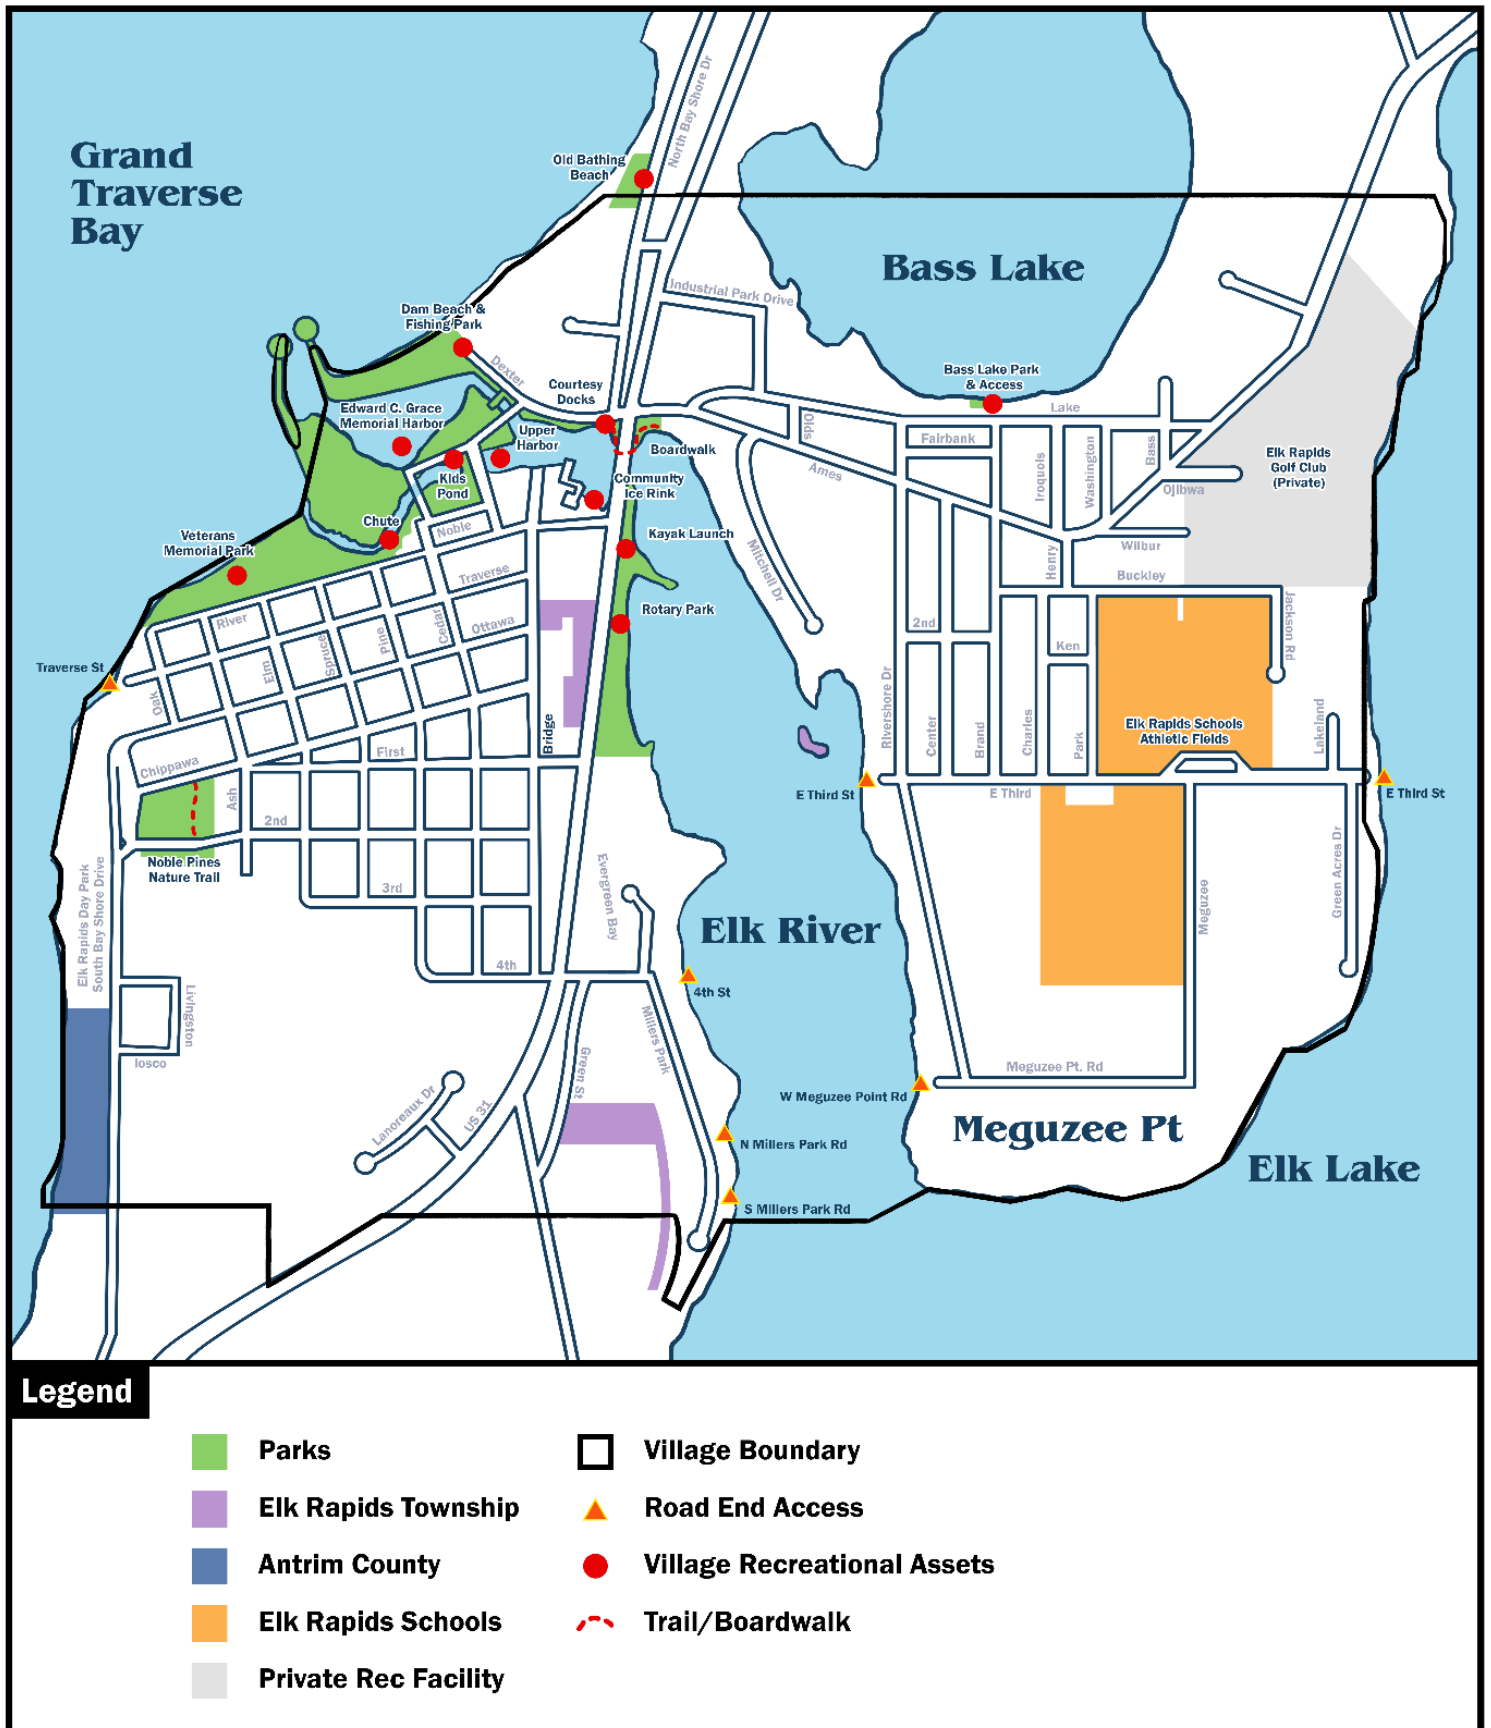 Grand
Traverse
Bay
North Bay Shore Dr
Old Bathing
Beach
Bass Lake
Industrial Park Drive
Dam Beach &
Fishing Park
Dexter
Courtesy
Docks
Bass Lake Park
& Access
Lake
Edward C. Grace
Memorial Harbor
Upper
Harbor
Boardwalk
Olds
Fairbank
Iroquois
Washington
Bass
Elk Rapids
Golf Club
(Private)
Ames
Kids
Pond
Community
Ice Rink
Ojibwa
Chute
Noble
Kayak Launch
Veterans
Memorial Park
Mitchell Dr
Henry
Wilbur
Buckley
Traverse
Rotary Park
River
Cedar
Ottawa
2nd
Jackson Rd
Pine
Spruce
Elm
Ken
Traverse St
Oak
Rivershore Dr
Center
Brand
Charles
Park
Elk Rapids Schools
Athletic Fields
Lakeland
Bridge
First
Chippawa
E Third St
E Third
E Third St
Ash
2nd
Noble Pines
Nature Trail
3rd
Evergreen Bay
Green Acres Dr
Meguzee
Elk Rapids Day Park
South Bay Shore Drive
Elk River
4th
4th St
Livingston
Iosco
Millers Park
Green St
Meguzee Pt. Rd
W Meguzee Point Rd
Lanoreaux Dr
US 31
Meguzee Pt
N Millers Park Rd
Elk Lake
S Millers Park Rd
Legend
Parks
Village Boundary
Elk Rapids Township
Road End Access
Antrim County
Village Recreational Assets
Elk Rapids Schools
Trail/Boardwalk
Private Rec Facility